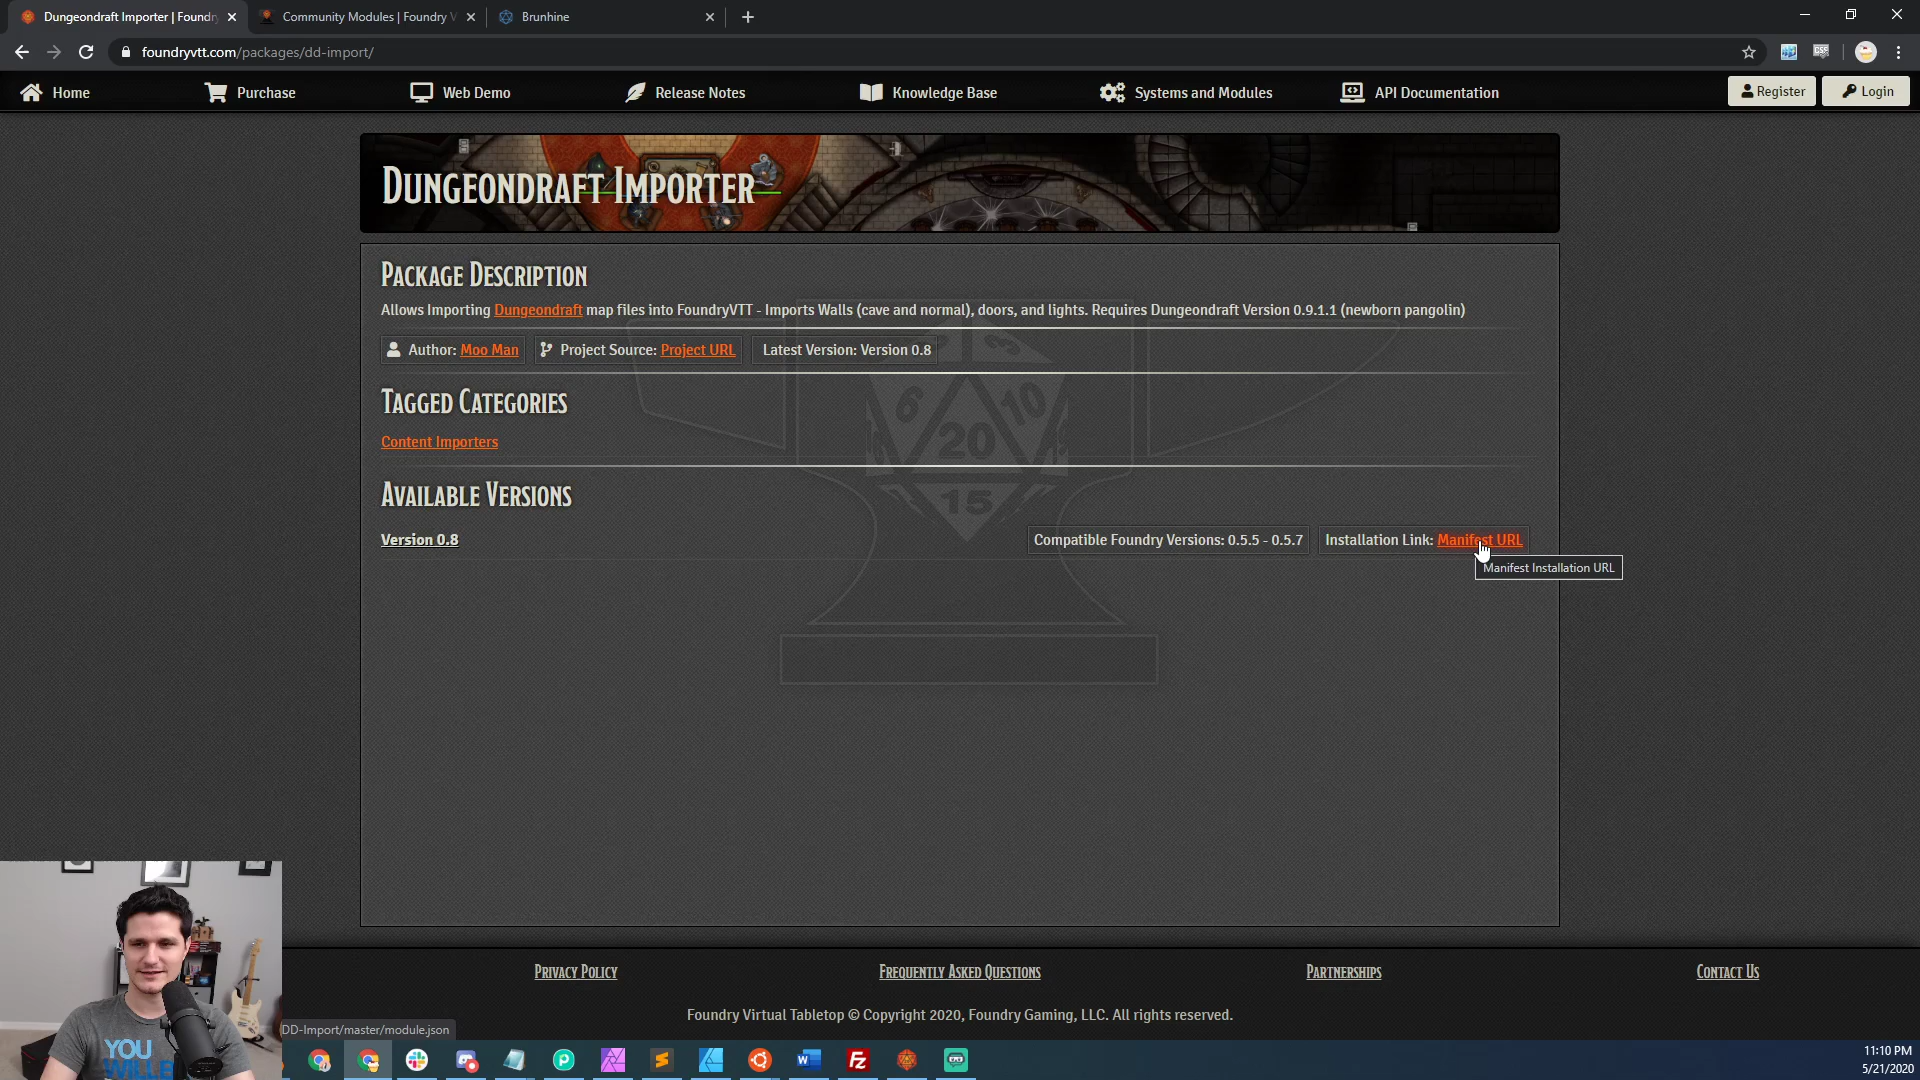 Dungeondraft Importer | Foundry
Community Modules | Foundry V
Brunhine
foundryvtt.com/packages/dd-import/
Home
Purchase
Web Demo
Release Notes
Knowledge Base
Systems and Modules
API Documentation
Register
Login
DUNGEONDRAFT IMPORTER
PACKAGE DESCRIPTION
Allows Importing Dungeondraft map files into FoundryVTT - Imports Walls (cave and normal), doors, and lights. Requires Dungeondraft Version 0.9.1.1 (newborn pangolin)
Author: Moo Man
Project Source: Project URL
Latest Version: Version 0.8
TAGGED CATEGORIES
Content Importers
6
10
20
15
AVAILABLE VERSIONS
Version 0.8
Compatible Foundry Versions: 0.5.5 - 0.5.7
Installation Link: Manifest URL
Manifest Installation URL
PRIVACY POLICY
FREQUENTLY ASKED QUESTIONS
PARTNERSHIPS
CONTACT US
Foundry Virtual Tabletop © Copyright 2020, Foundry Gaming, LLC. All rights reserved.
DD-Import/master/module.json
YOU
11:10 PM
5/21/2020